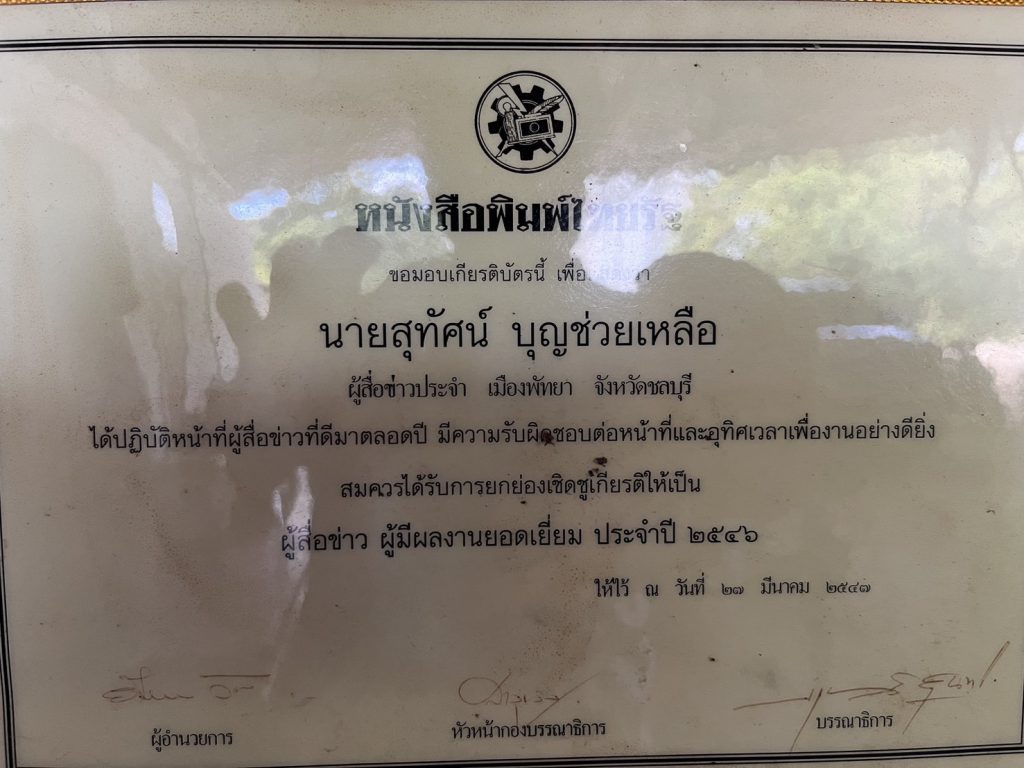 หนังสือพิมพ์ไทยรัฐ
ขอมอบเกียรติบัตรนี้ เพื่อแสดงว่า
นายสุทัศน์ บุญช่วยเหลือ
ผู้สื่อข่าวประจำ เมืองพัทยา จังหวัดชลบุรี
ได้ปฏิบัติหน้าที่ผู้สื่อข่าวที่ดีมาตลอดปี มีความรับผิดชอบต่อหน้าที่และอุทิศเวลาเพื่องานอย่างดียิ่ง
สมควรได้รับการยกย่องเชิดชูเกียรติให้เป็น
ผู้สื่อข่าว ผู้มีผลงานยอดเยี่ยม ประจำปี ๒๕๔๖
ให้ไว้ ณ วันที่ ๒๗ มีนาคม ๒๕๔๗
ผู้อำนวยการ หัวหน้ากองบรรณาธิการ บรรณาธิการ